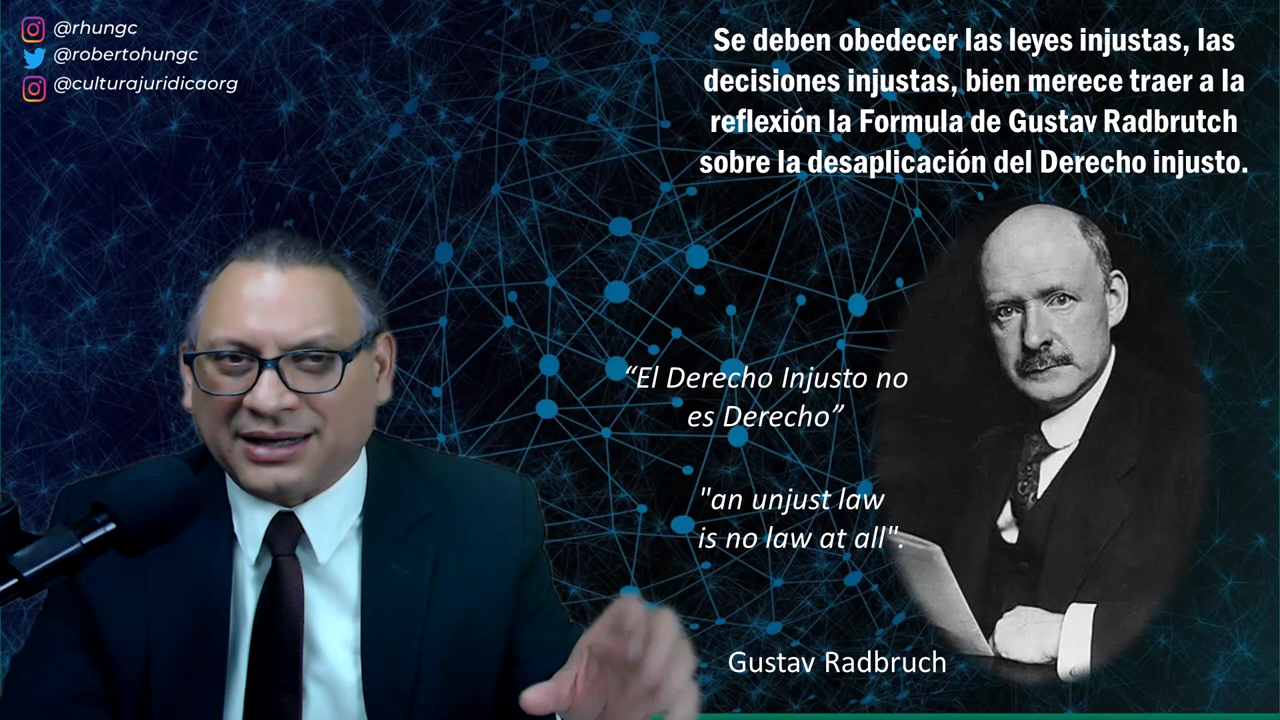 @rhungc
@robertohungc
@culturajuridicaorg
Se deben obedecer las leyes injustas, las
decisiones injustas, bien merece traer a la
reflexión la Formula de Gustav Radbrutch
sobre la desaplicación del Derecho injusto.
“El Derecho Injusto no
es Derecho”
"an unjust law
is no law at all".
Gustav Radbruch